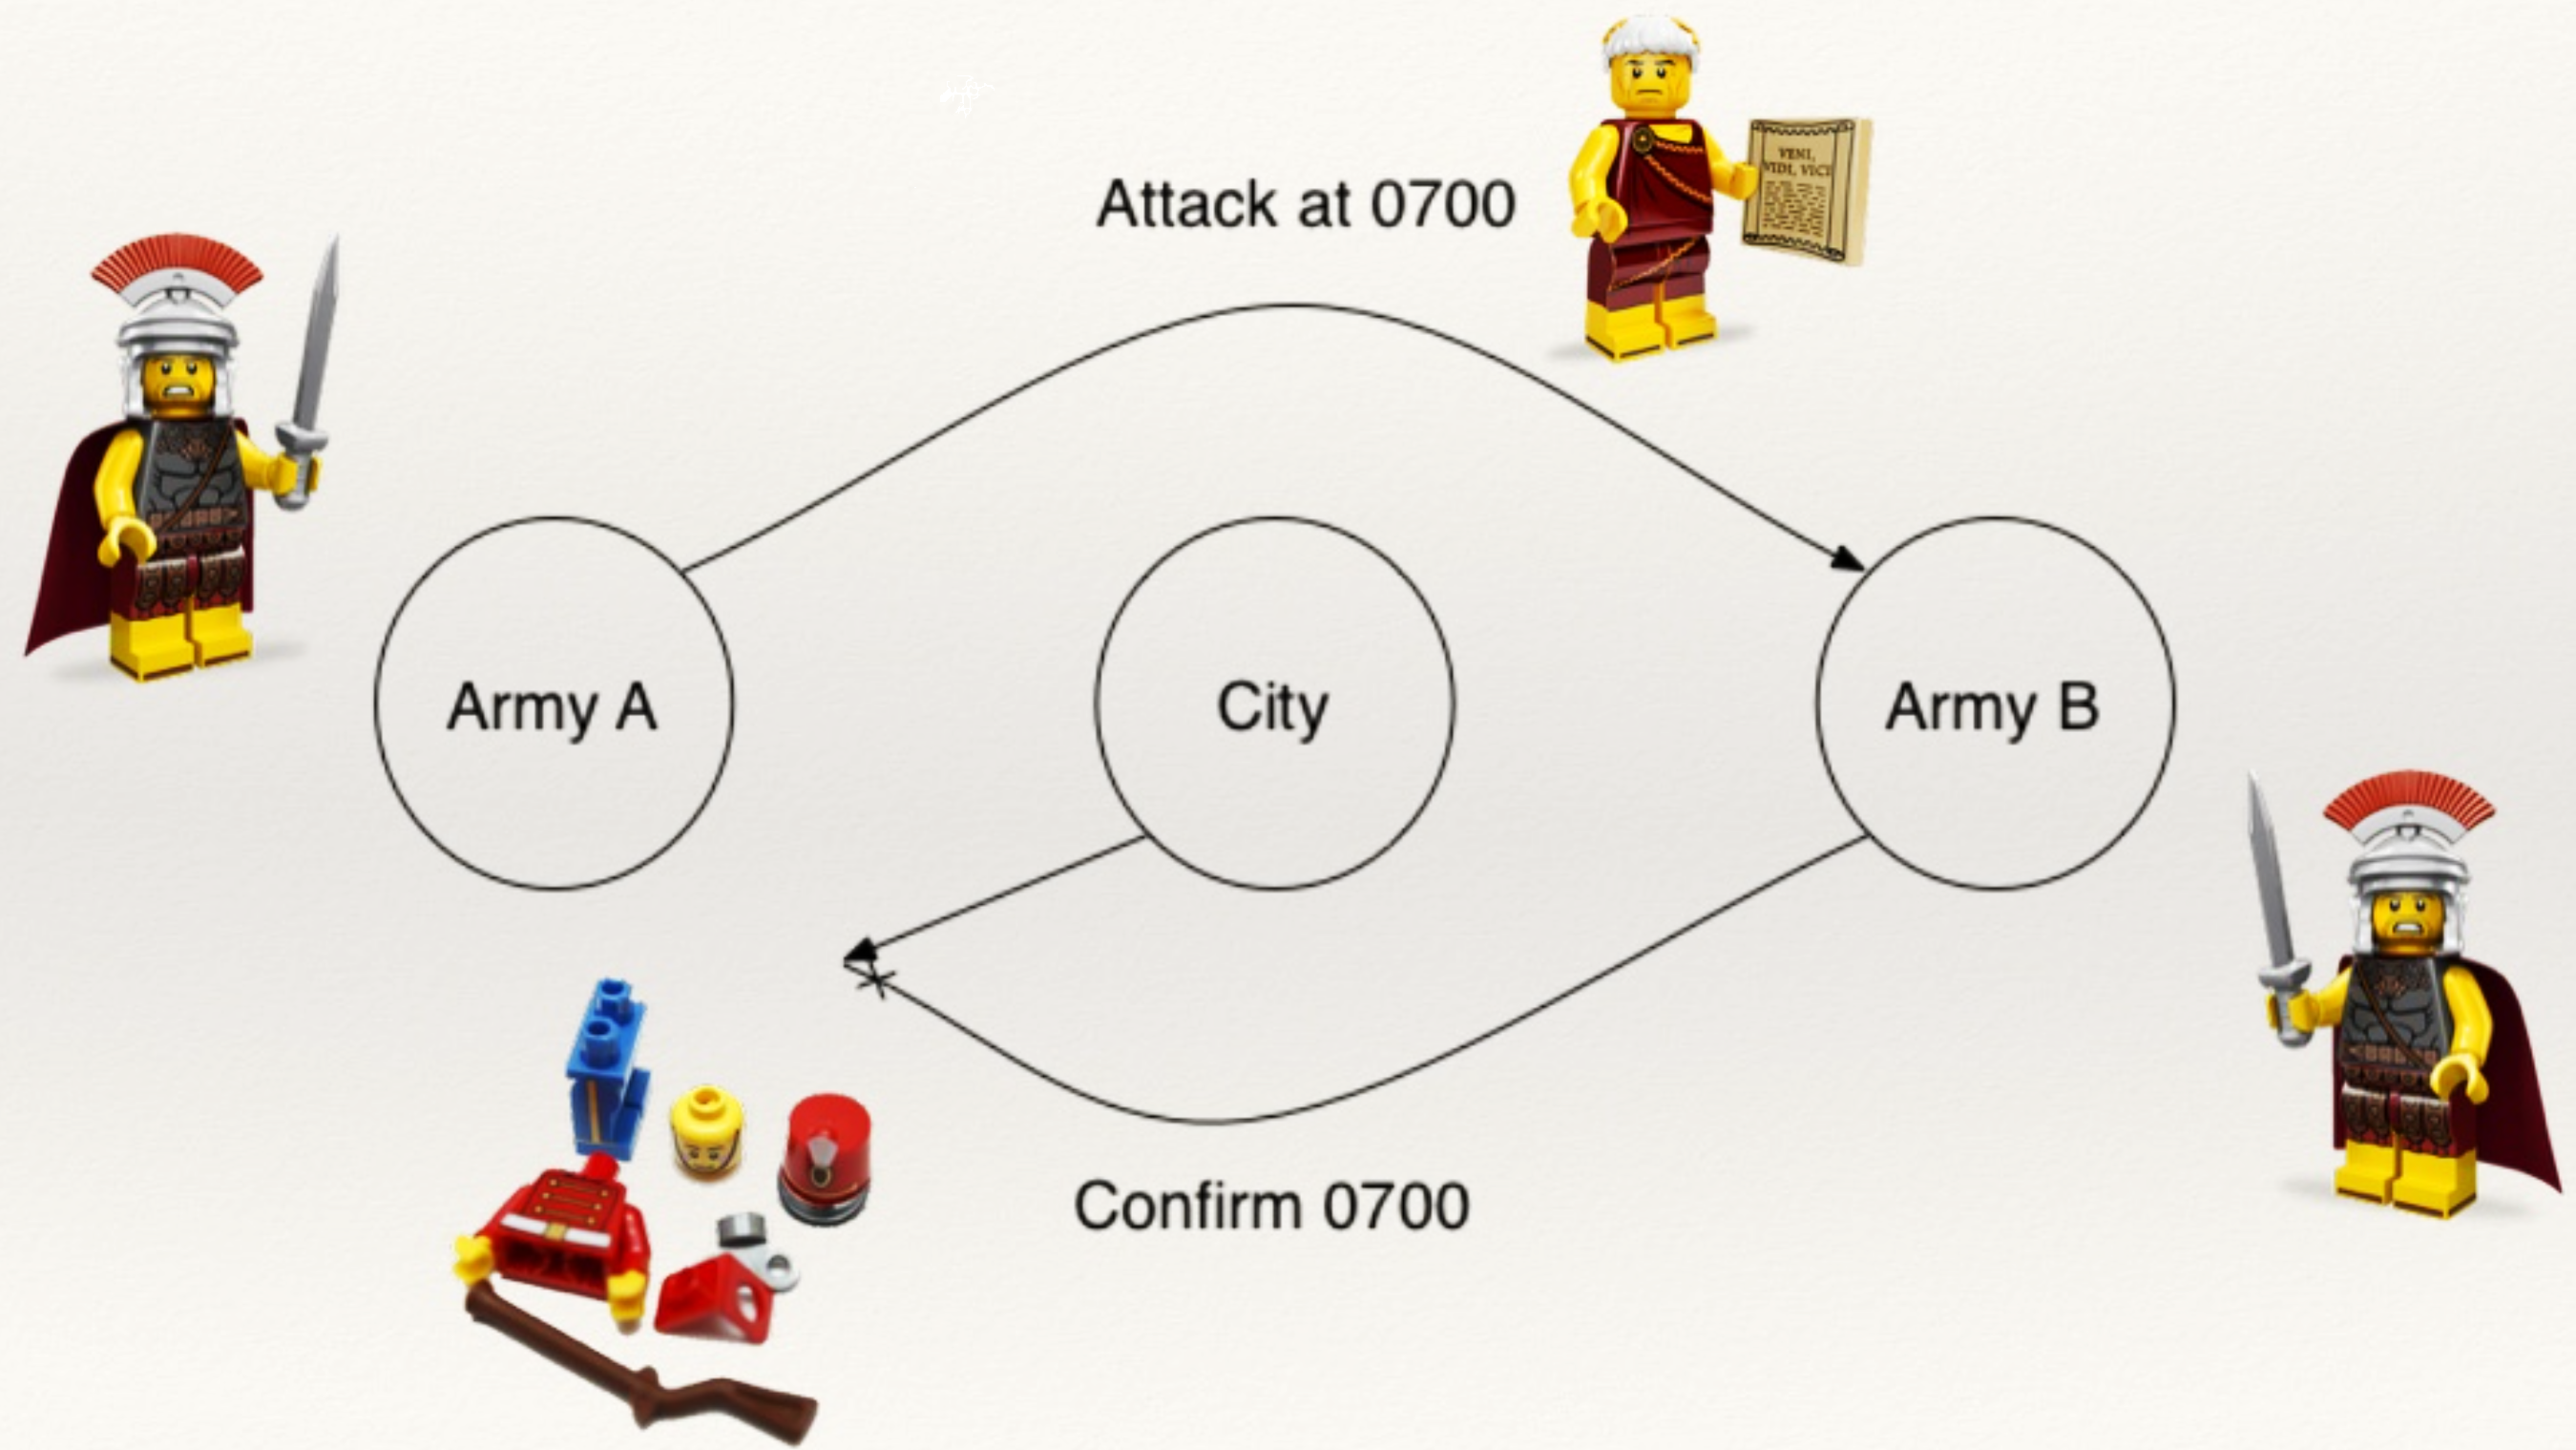 Attack at 0700
VENI,
VIDI, VICI
Army A
City
Army B
Confirm 0700